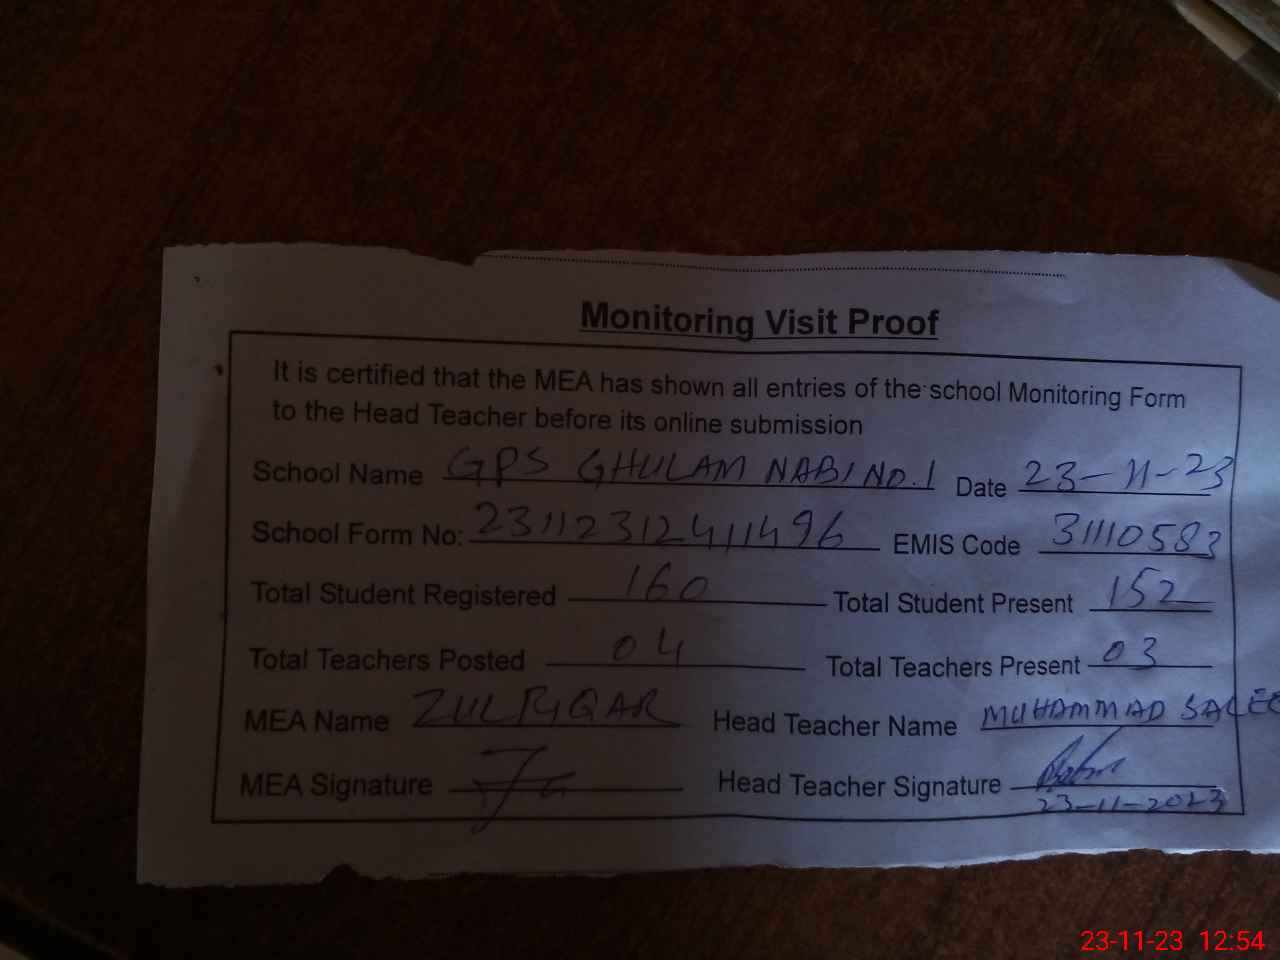 Monitoring Visit Proof
It is certified that the MEA has shown all entries of the school Monitoring Form
to the Head Teacher before its online submission
School Name GPS GHULAM NABI NO.1 Date 23-11-23
School Form No: 231123124111496 EMIS Code 31110583
Total Student Registered 160 Total Student Present 152
Total Teachers Posted 04 Total Teachers Present 03
MEA Name ZULFIQAR Head Teacher Name MUHAMMAD SALEE
MEA Signature Head Teacher Signature
23-11-2023
23-11-23 12:54